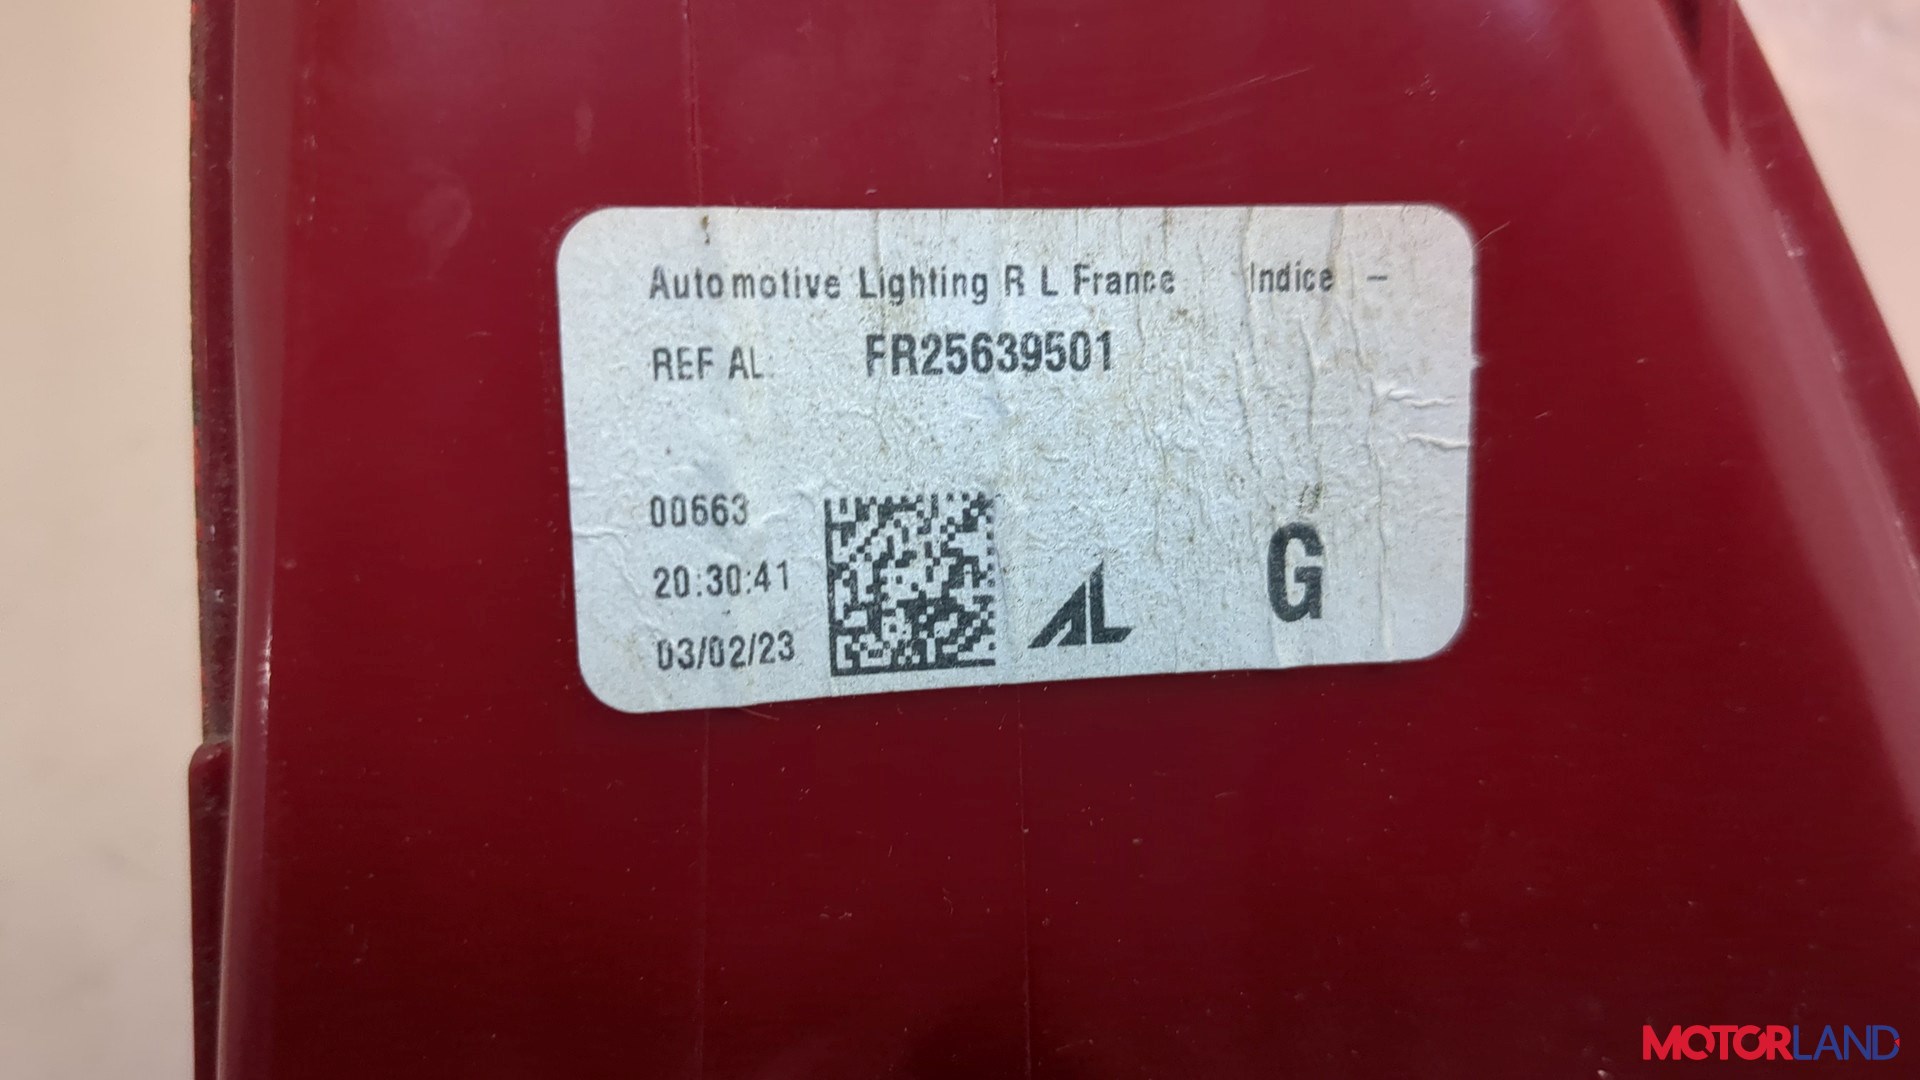 Automotive Lighting R L France Indice -
REF AL: FR25639501
00663
20:30:41
03/02/23
AL
G
MOTORLAND